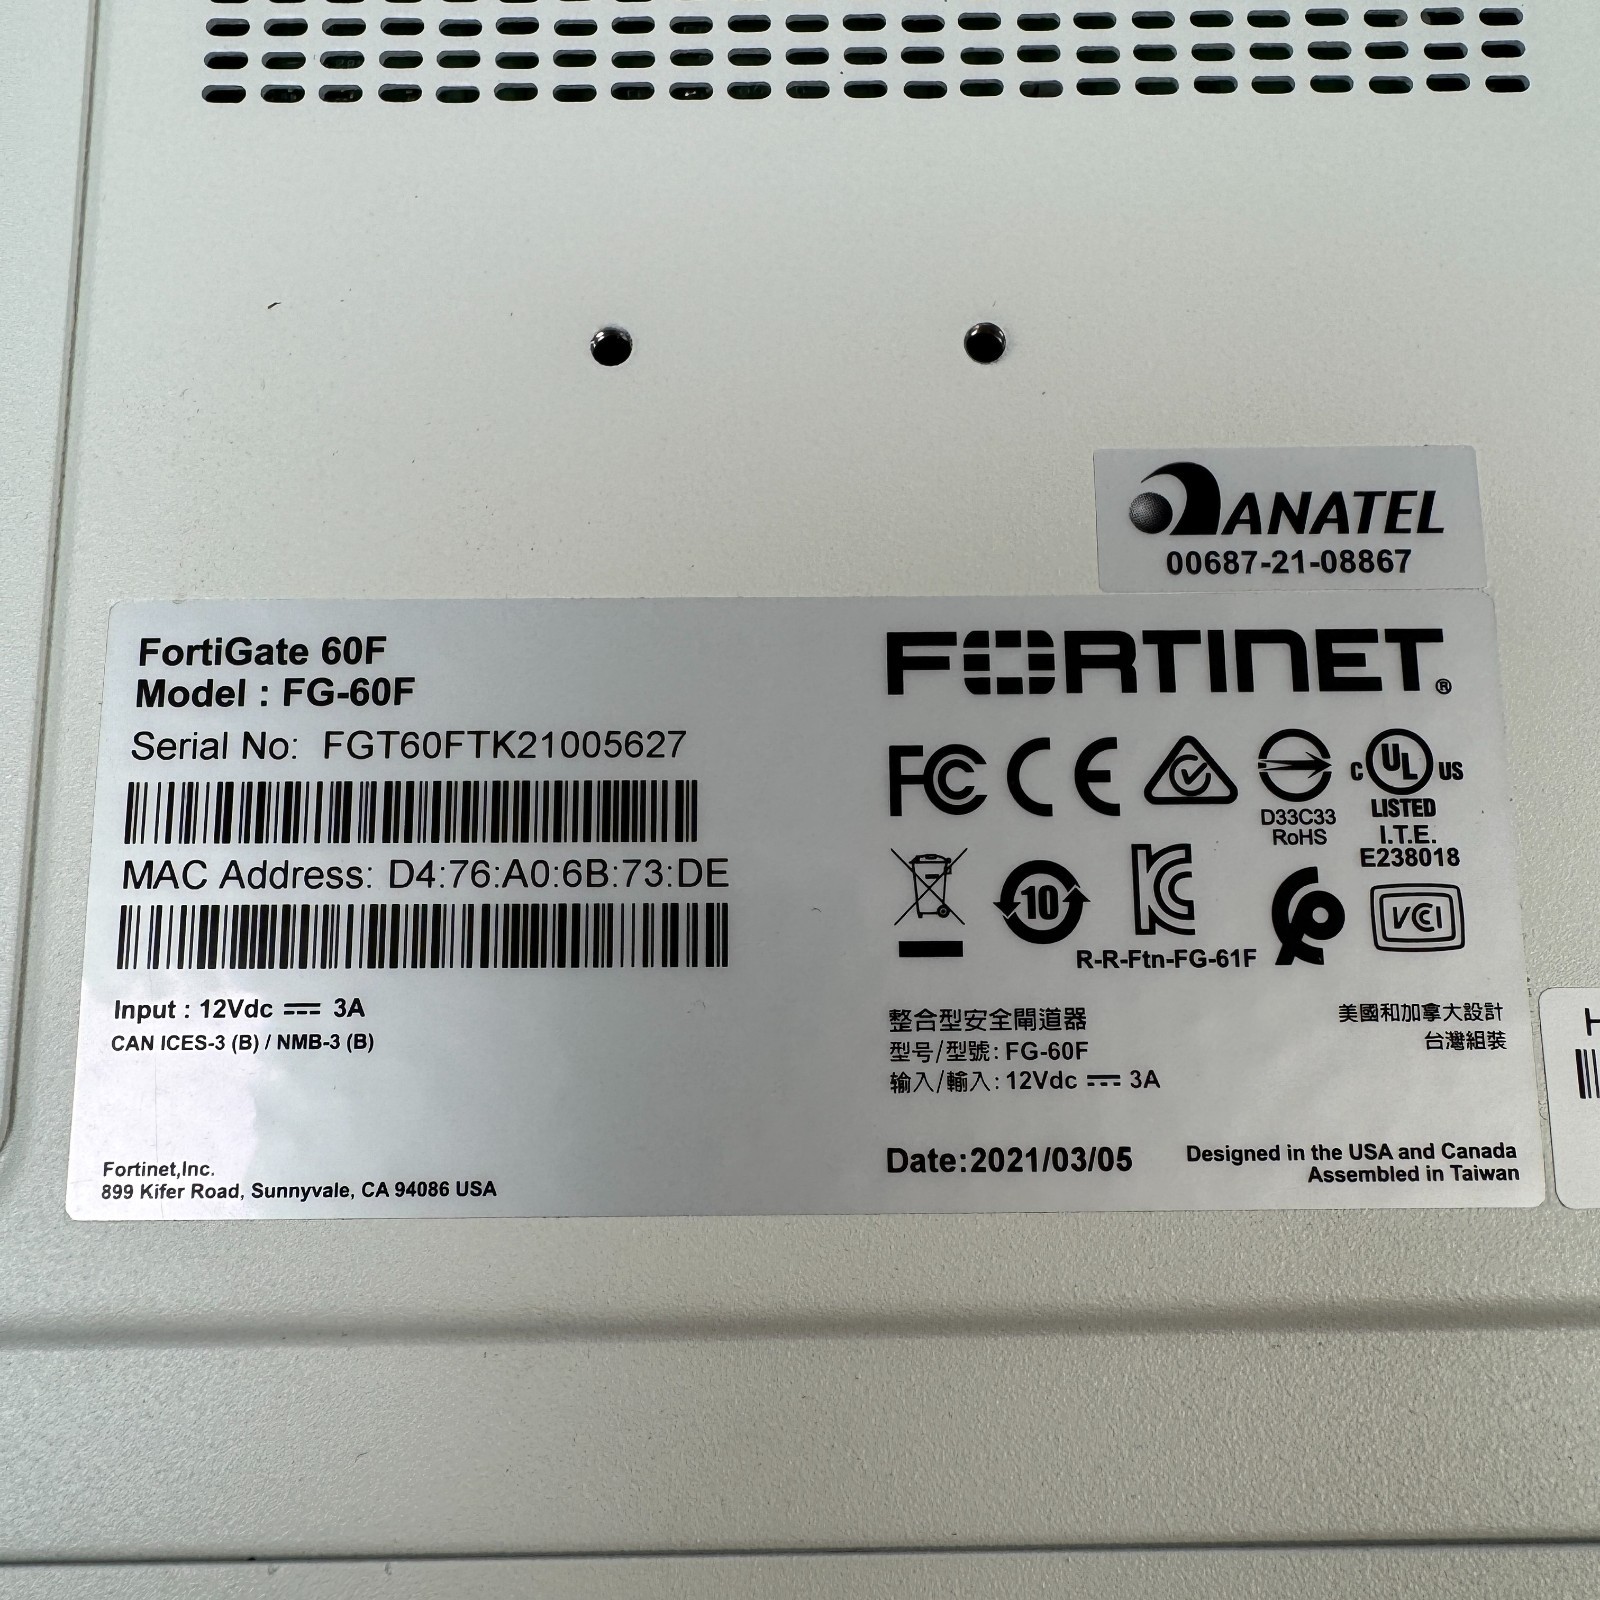 ANATEL
00687-21-08867
FortiGate 60F
Model : FG-60F
Serial No: FGT60FTK21005627
MAC Address: D4:76:A0:6B:73:DE
Input : 12Vdc 3A
CAN ICES-3 (B) / NMB-3 (B)
Fortinet,Inc.
899 Kifer Road, Sunnyvale, CA 94086 USA
FORTINET®
FC CE
D33C33
RoHS
C UL US
LISTED
I.T.E.
E238018
10
R-R-Ftn-FG-61F
VCI
整合型安全閘道器
型号/型號: FG-60F
输入/輸入: 12Vdc 3A
美國和加拿大設計
台灣組裝
Date:2021/03/05
Designed in the USA and Canada
Assembled in Taiwan